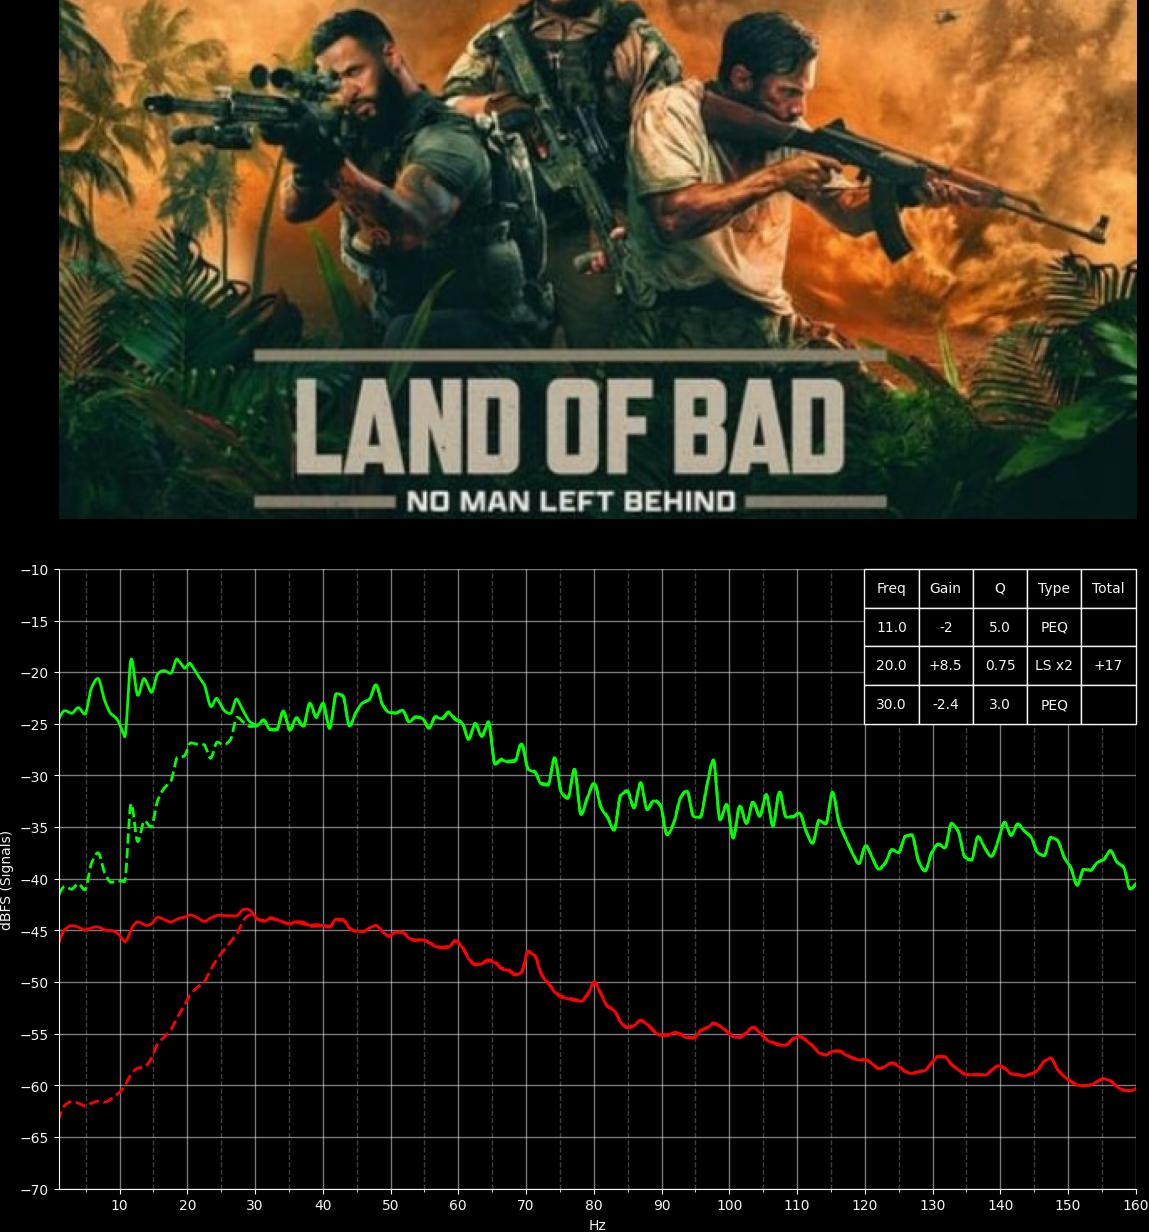 LAND OF BAD
NO MAN LEFT BEHIND
Freq Gain Q Type Total
11.0 -2 5.0 PEQ
20.0 +8.5 0.75 LS x2 +17
30.0 -2.4 3.0 PEQ
−10
−15
−20
−25
−30
−35
−40
−45
−50
−55
−60
−65
−70
dBFS (Signals)
10 20 30 40 50 60 70 80 90 100 110 120 130 140 150 160
Hz